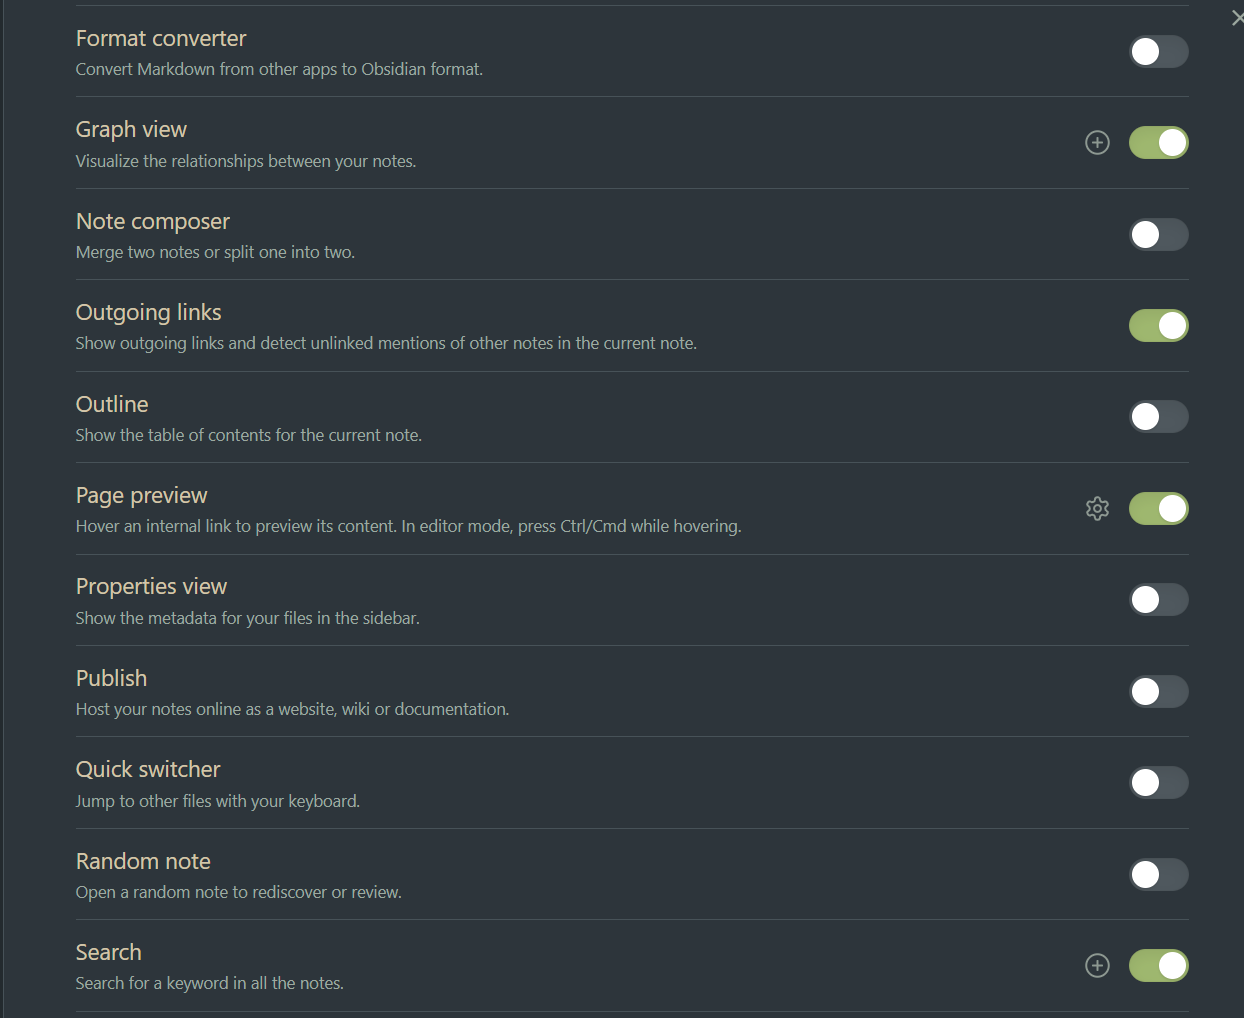 Format converter
Convert Markdown from other apps to Obsidian format.
Graph view
Visualize the relationships between your notes.
Note composer
Merge two notes or split one into two.
Outgoing links
Show outgoing links and detect unlinked mentions of other notes in the current note.
Outline
Show the table of contents for the current note.
Page preview
Hover an internal link to preview its content. In editor mode, press Ctrl/Cmd while hovering.
Properties view
Show the metadata for your files in the sidebar.
Publish
Host your notes online as a website, wiki or documentation.
Quick switcher
Jump to other files with your keyboard.
Random note
Open a random note to rediscover or review.
Search
Search for a keyword in all the notes.